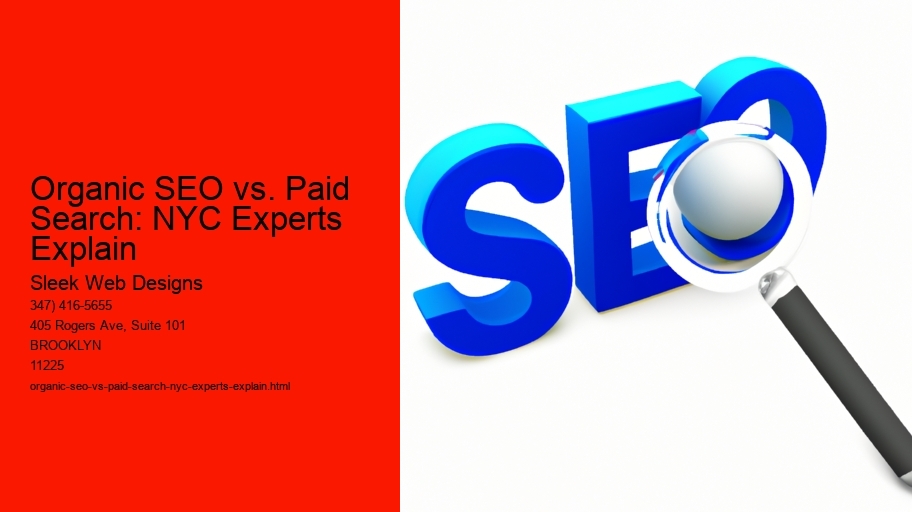 Organic SEO vs. Paid
Search: NYC Experts
Explain
Sleek Web Designs
347) 416-5655
405 Rogers Ave, Suite 101
BROOKLYN
11225
organic-seo-vs-paid-search-nyc-experts-explain.html
SEO